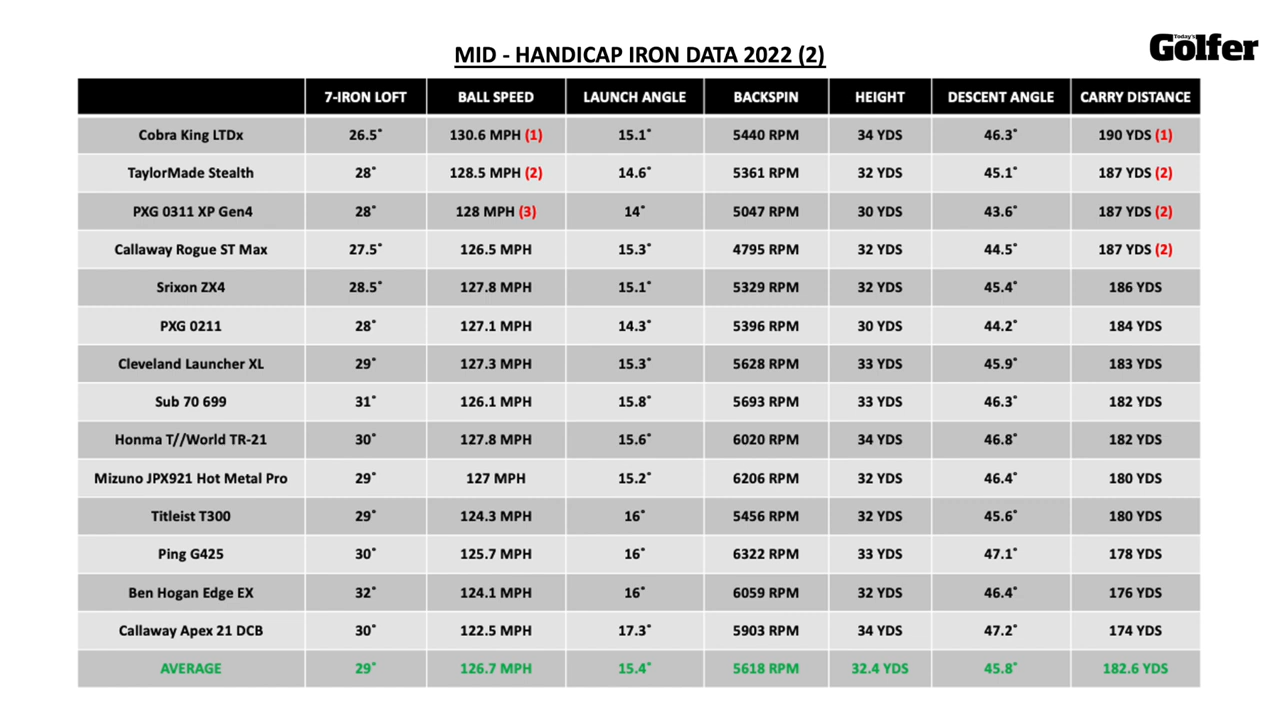 MID - HANDICAP IRON DATA 2022 (2)
Today's
Golfer
7-IRON LOFT BALL SPEED LAUNCH ANGLE BACKSPIN HEIGHT DESCENT ANGLE CARRY DISTANCE
Cobra King LTDx 26.5° 130.6 MPH (1) 15.1° 5440 RPM 34 YDS 46.3° 190 YDS (1)
TaylorMade Stealth 28° 128.5 MPH (2) 14.6° 5361 RPM 32 YDS 45.1° 187 YDS (2)
PXG 0311 XP Gen4 28° 128 MPH (3) 14° 5047 RPM 30 YDS 43.6° 187 YDS (2)
Callaway Rogue ST Max 27.5° 126.5 MPH 15.3° 4795 RPM 32 YDS 44.5° 187 YDS (2)
Srixon ZX4 28.5° 127.8 MPH 15.1° 5329 RPM 32 YDS 45.4° 186 YDS
PXG 0211 28° 127.1 MPH 14.3° 5396 RPM 30 YDS 44.2° 184 YDS
Cleveland Launcher XL 29° 127.3 MPH 15.3° 5628 RPM 33 YDS 45.9° 183 YDS
Sub 70 699 31° 126.1 MPH 15.8° 5693 RPM 33 YDS 46.3° 182 YDS
Honma T//World TR-21 30° 127.8 MPH 15.6° 6020 RPM 34 YDS 46.8° 182 YDS
Mizuno JPX921 Hot Metal Pro 29° 127 MPH 15.2° 6206 RPM 32 YDS 46.4° 180 YDS
Titleist T300 29° 124.3 MPH 16° 5456 RPM 32 YDS 45.6° 180 YDS
Ping G425 30° 125.7 MPH 16° 6322 RPM 33 YDS 47.1° 178 YDS
Ben Hogan Edge EX 32° 124.1 MPH 16° 6059 RPM 32 YDS 46.4° 176 YDS
Callaway Apex 21 DCB 30° 122.5 MPH 17.3° 5903 RPM 34 YDS 47.2° 174 YDS
AVERAGE 29° 126.7 MPH 15.4° 5618 RPM 32.4 YDS 45.8° 182.6 YDS